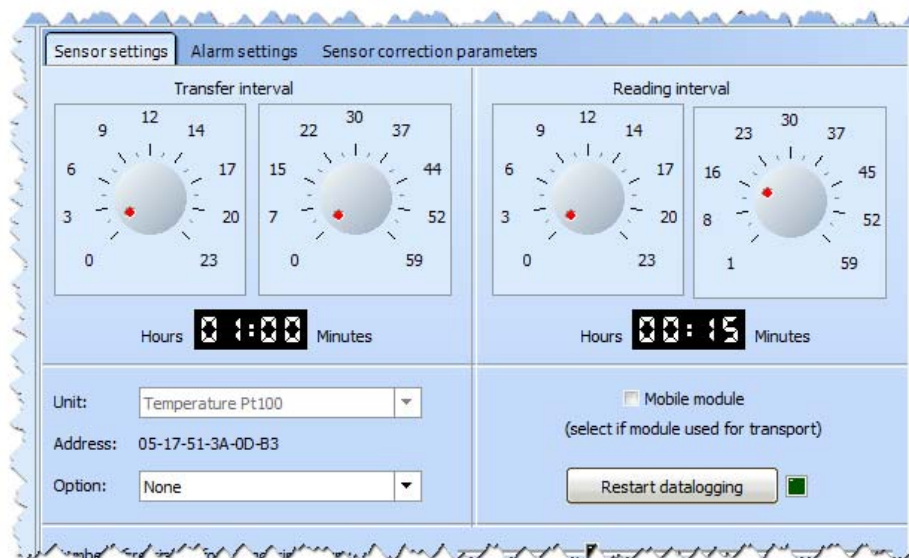 Sensor settings Alarm settings Sensor correction parameters
Transfer interval
0 3 6 9 12 14 17 20 23
0 7 15 22 30 37 44 52 59
Hours 01:00 Minutes
Reading interval
0 3 6 9 12 14 17 20 23
1 8 16 23 30 37 45 52 59
Hours 00:15 Minutes
Unit: Temperature Pt100
Address: 05-17-51-3A-0D-B3
Option: None
Mobile module
(select if module used for transport)
Restart datalogging